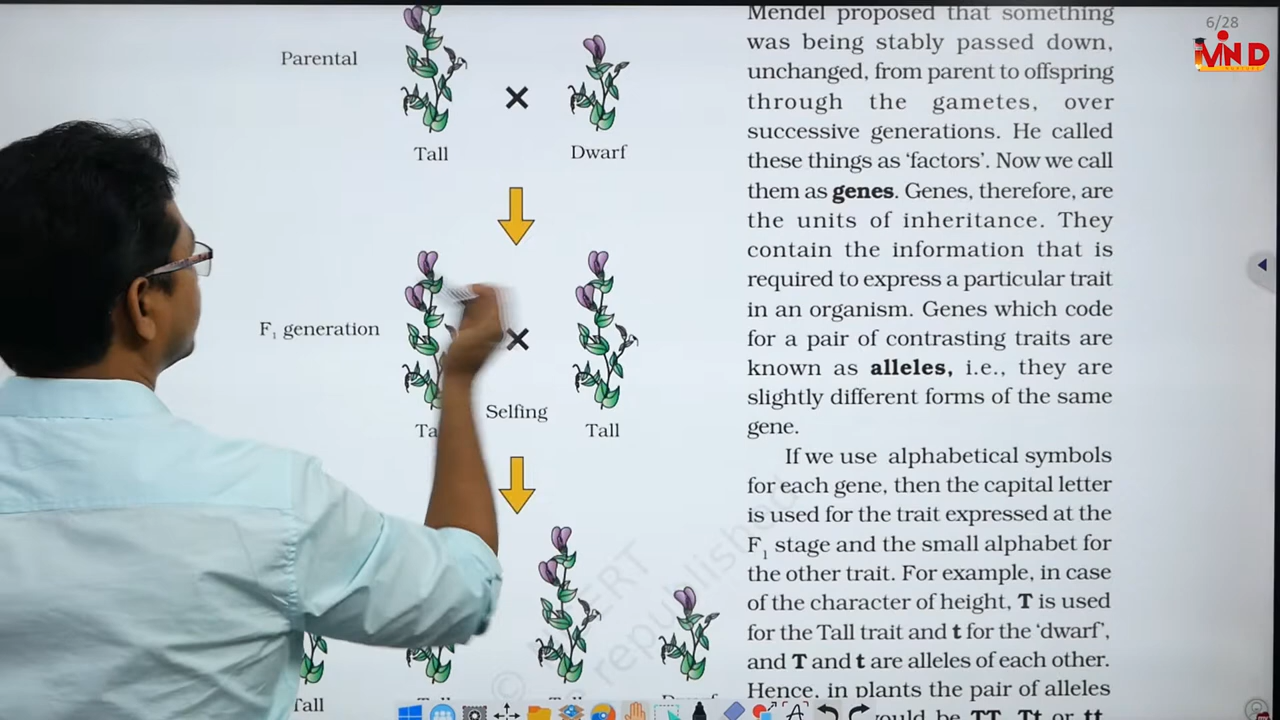 Parental
Tall
Dwarf
F₁ generation
Selfing
Tall
Tall
Mendel proposed that something
was being stably passed down,
unchanged, from parent to offspring
through the gametes, over
successive generations. He called
these things as ‘factors’. Now we call
them as genes. Genes, therefore, are
the units of inheritance. They
contain the information that is
required to express a particular trait
in an organism. Genes which code
for a pair of contrasting traits are
known as alleles, i.e., they are
slightly different forms of the same
gene.
If we use alphabetical symbols
for each gene, then the capital letter
is used for the trait expressed at the
F₁ stage and the small alphabet for
the other trait. For example, in case
of the character of height, T is used
for the Tall trait and t for the ‘dwarf’,
and T and t are alleles of each other.
Hence, in plants the pair of alleles
would be TT, Tt or tt
6/28
MIND